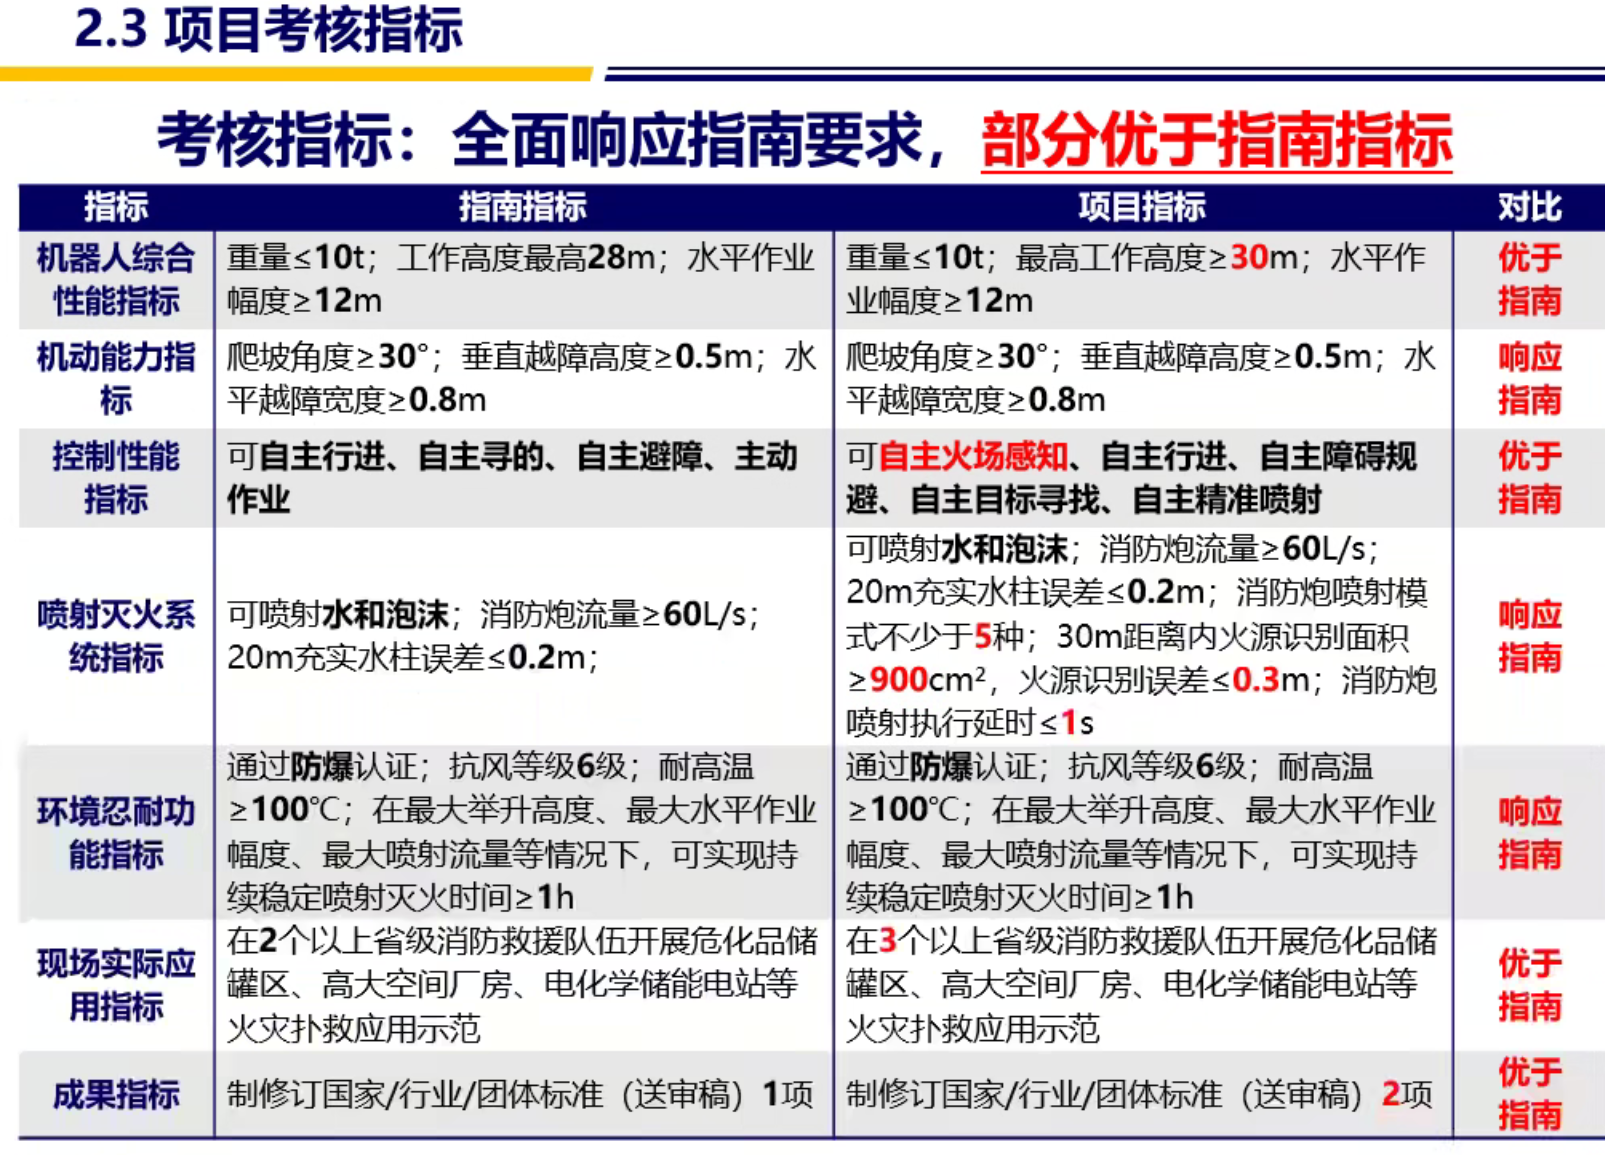 2.3 项目考核指标
考核指标：全面响应指南要求，部分优于指南指标
指标
指南指标
项目指标
对比
机器人综合
性能指标
重量≤10t；工作高度最高28m；水平作业
幅度≥12m
重量≤10t；最高工作高度≥30m；水平作
业幅度≥12m
优于
指南
机动能力指
标
爬坡角度≥30°；垂直越障高度≥0.5m；水
平越障宽度≥0.8m
爬坡角度≥30°；垂直越障高度≥0.5m；水
平越障宽度≥0.8m
响应
指南
控制性能
指标
可自主行进、自主寻的、自主避障、主动
作业
可自主火场感知、自主行进、自主障碍规
避、自主目标寻找、自主精准喷射
优于
指南
喷射灭火系
统指标
可喷射水和泡沫；消防炮流量≥60L/s；
20m充实水柱误差≤0.2m；
可喷射水和泡沫；消防炮流量≥60L/s；
20m充实水柱误差≤0.2m；消防炮喷射模
式不少于5种；30m距离内火源识别面积
≥900cm²，火源识别误差≤0.3m；消防炮
喷射执行延时≤1s
响应
指南
环境忍耐功
能指标
通过防爆认证；抗风等级6级；耐高温
≥100℃；在最大举升高度、最大水平作业
幅度、最大喷射流量等情况下，可实现持
续稳定喷射灭火时间≥1h
通过防爆认证；抗风等级6级；耐高温
≥100℃；在最大举升高度、最大水平作业
幅度、最大喷射流量等情况下，可实现持
续稳定喷射灭火时间≥1h
响应
指南
现场实际应
用指标
在2个以上省级消防救援队伍开展危化品储
罐区、高大空间厂房、电化学储能电站等
火灾扑救应用示范
在3个以上省级消防救援队伍开展危化品储
罐区、高大空间厂房、电化学储能电站等
火灾扑救应用示范
优于
指南
成果指标
制修订国家/行业/团体标准（送审稿）1项
制修订国家/行业/团体标准（送审稿）2项
优于
指南